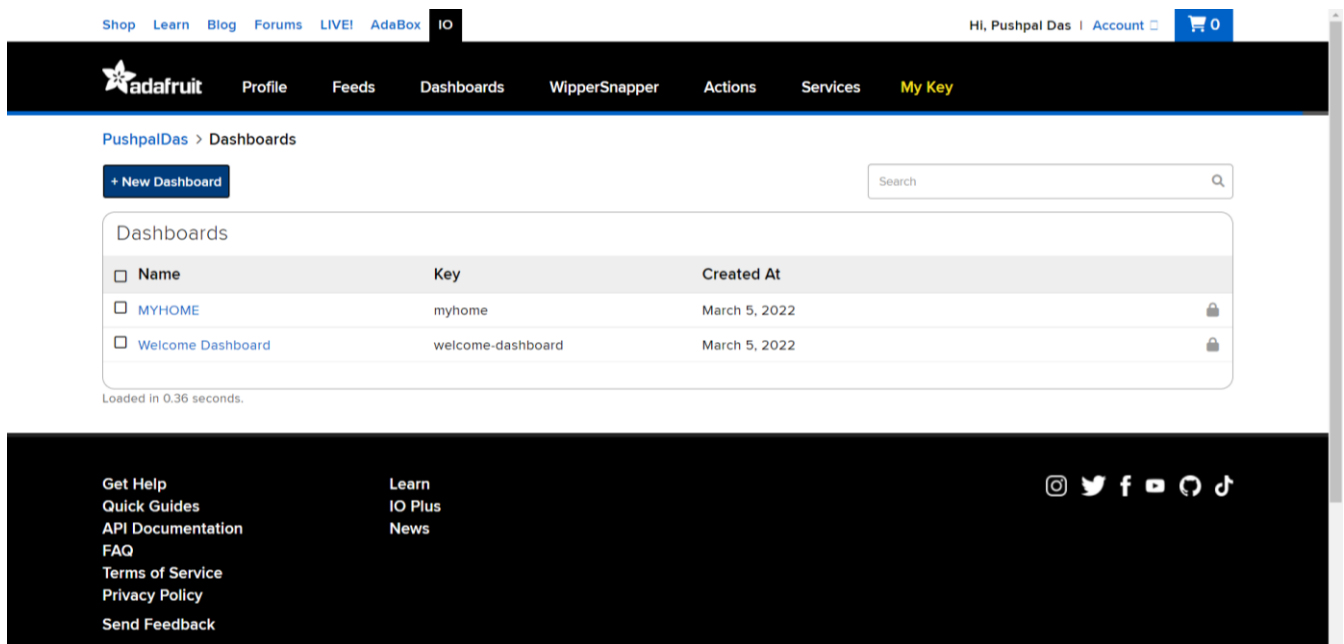 Shop Learn Blog Forums LIVE! AdaBox IO Hi, Pushpal Das | Account 0
adafruit Profile Feeds Dashboards WipperSnapper Actions Services My Key
PushpalDas > Dashboards
+ New Dashboard Search
Dashboards
Name Key Created At
MYHOME myhome March 5, 2022
Welcome Dashboard welcome-dashboard March 5, 2022
Loaded in 0.36 seconds.
Get Help Learn
Quick Guides IO Plus
API Documentation News
FAQ
Terms of Service
Privacy Policy
Send Feedback